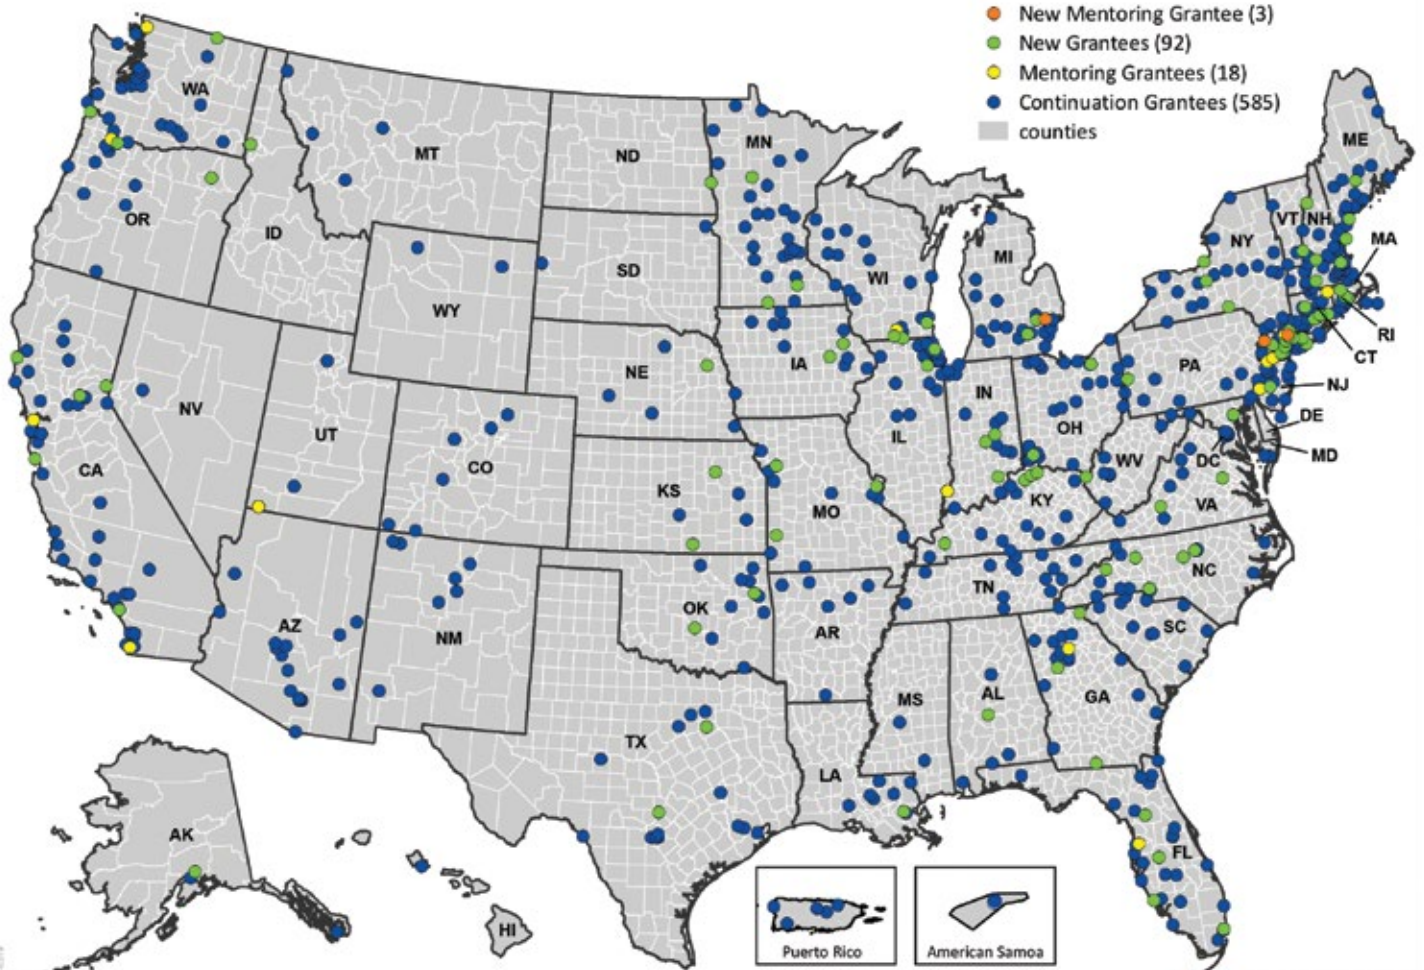 New Mentoring Grantee (3)
New Grantees (92)
Mentoring Grantees (18)
Continuation Grantees (585)
counties
WA
MT
ND
MN
ME
OR
ID
SD
WI
MI
NY
VT
NH
MA
WY
RI
CT
NE
IA
PA
NJ
NV
UT
CO
IL
IN
OH
DE
MD
CA
KS
MO
WV
DC
KY
VA
AZ
NM
OK
AR
TN
NC
SC
TX
LA
MS
AL
GA
AK
HI
FL
Puerto Rico
American Samoa